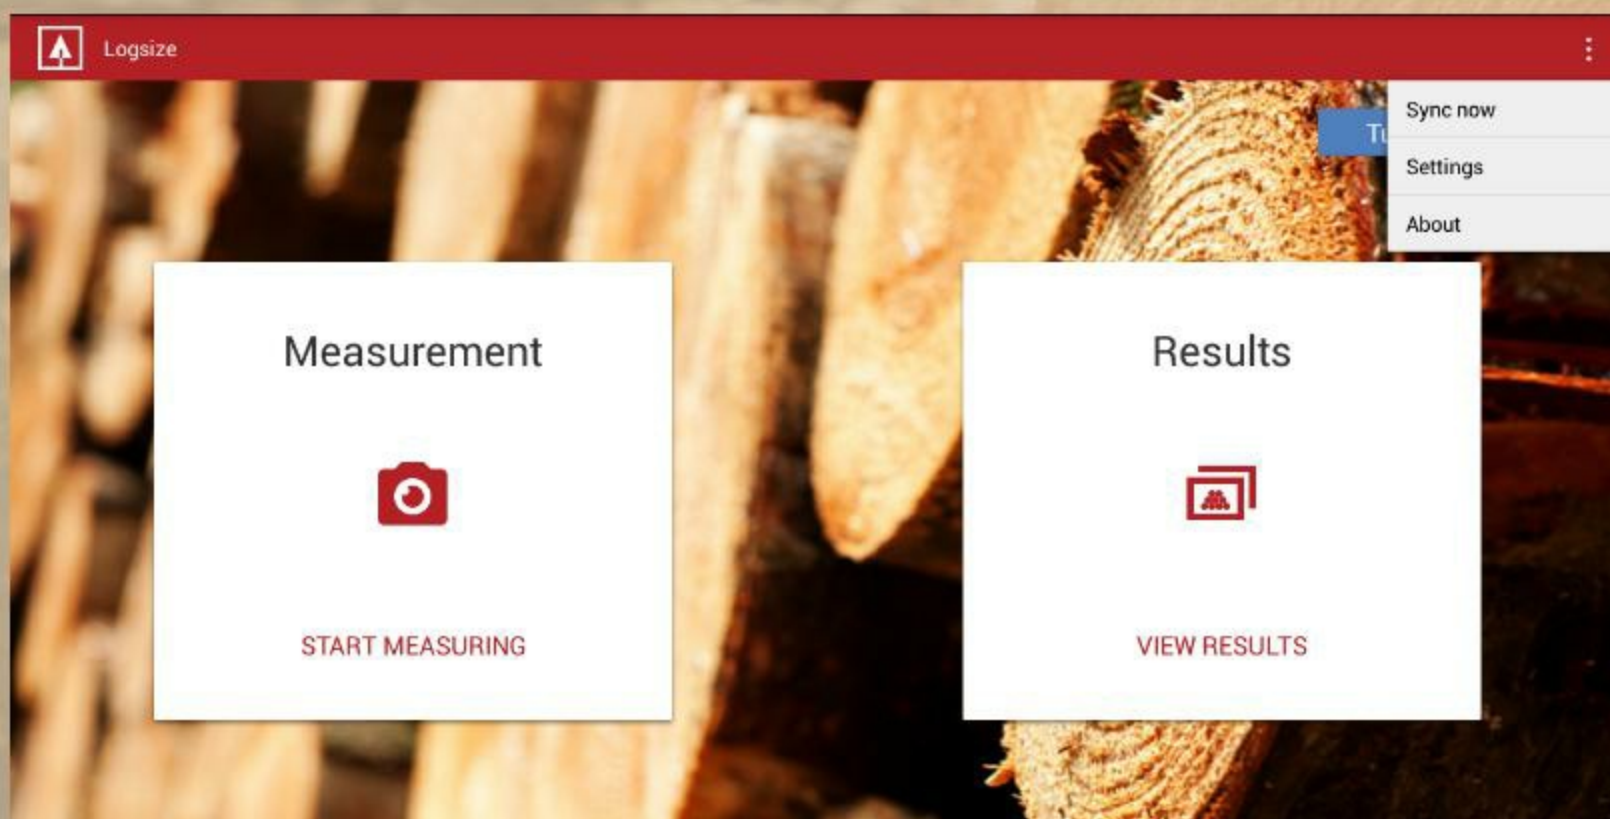 Logsize
Sync now
Settings
About
Measurement
Results
START MEASURING
VIEW RESULTS